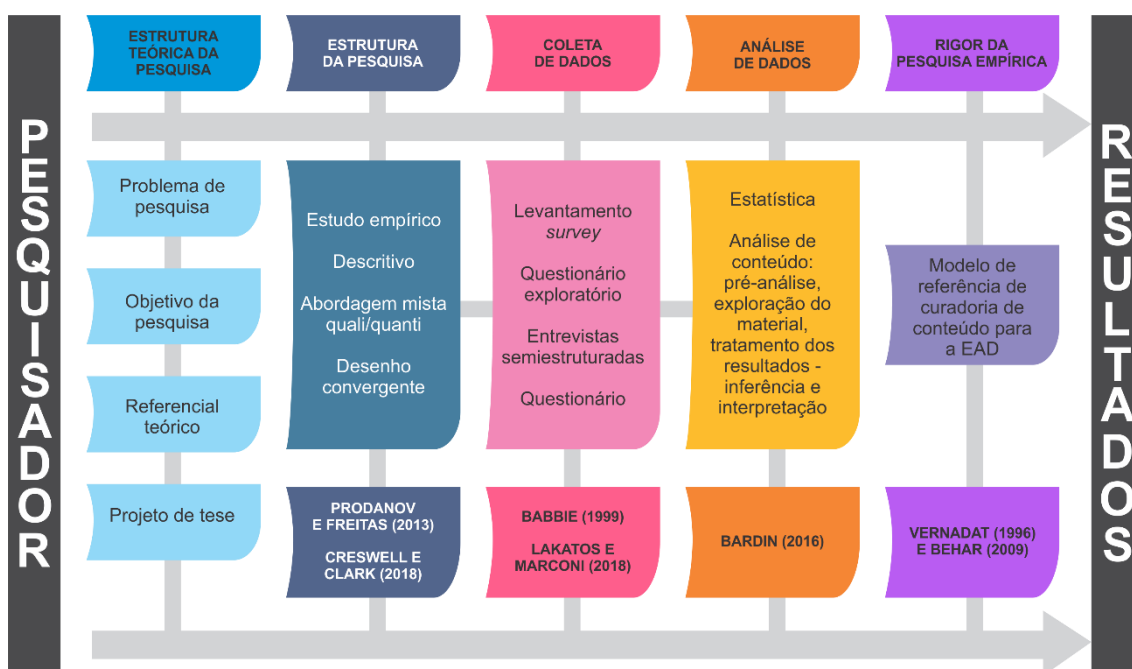 PESQUISADOR
ESTRUTURA
TEÓRICA DA
PESQUISA
ESTRUTURA
DA PESQUISA
COLETA
DE DADOS
ANÁLISE
DE DADOS
RIGOR DA
PESQUISA EMPÍRICA
Problema de
pesquisa
Objetivo da
pesquisa
Referencial
teórico
Projeto de tese
Estudo empírico
Descritivo
Abordagem mista
quali/quanti
Desenho
convergente
PRODANOV
E FREITAS (2013)
CRESWELL E
CLARK (2018)
Levantamento
survey
Questionário
exploratório
Entrevistas
semiestruturadas
Questionário
BABBIE (1999)
LAKATOS E
MARCONI (2018)
Estatística
Análise de
conteúdo:
pré-análise,
exploração do
material,
tratamento dos
resultados -
inferência e
interpretação
BARDIN (2016)
Modelo de
referência de
curadoria de
conteúdo para
a EAD
VERNADAT (1996)
E BEHAR (2009)
RESULTADOS